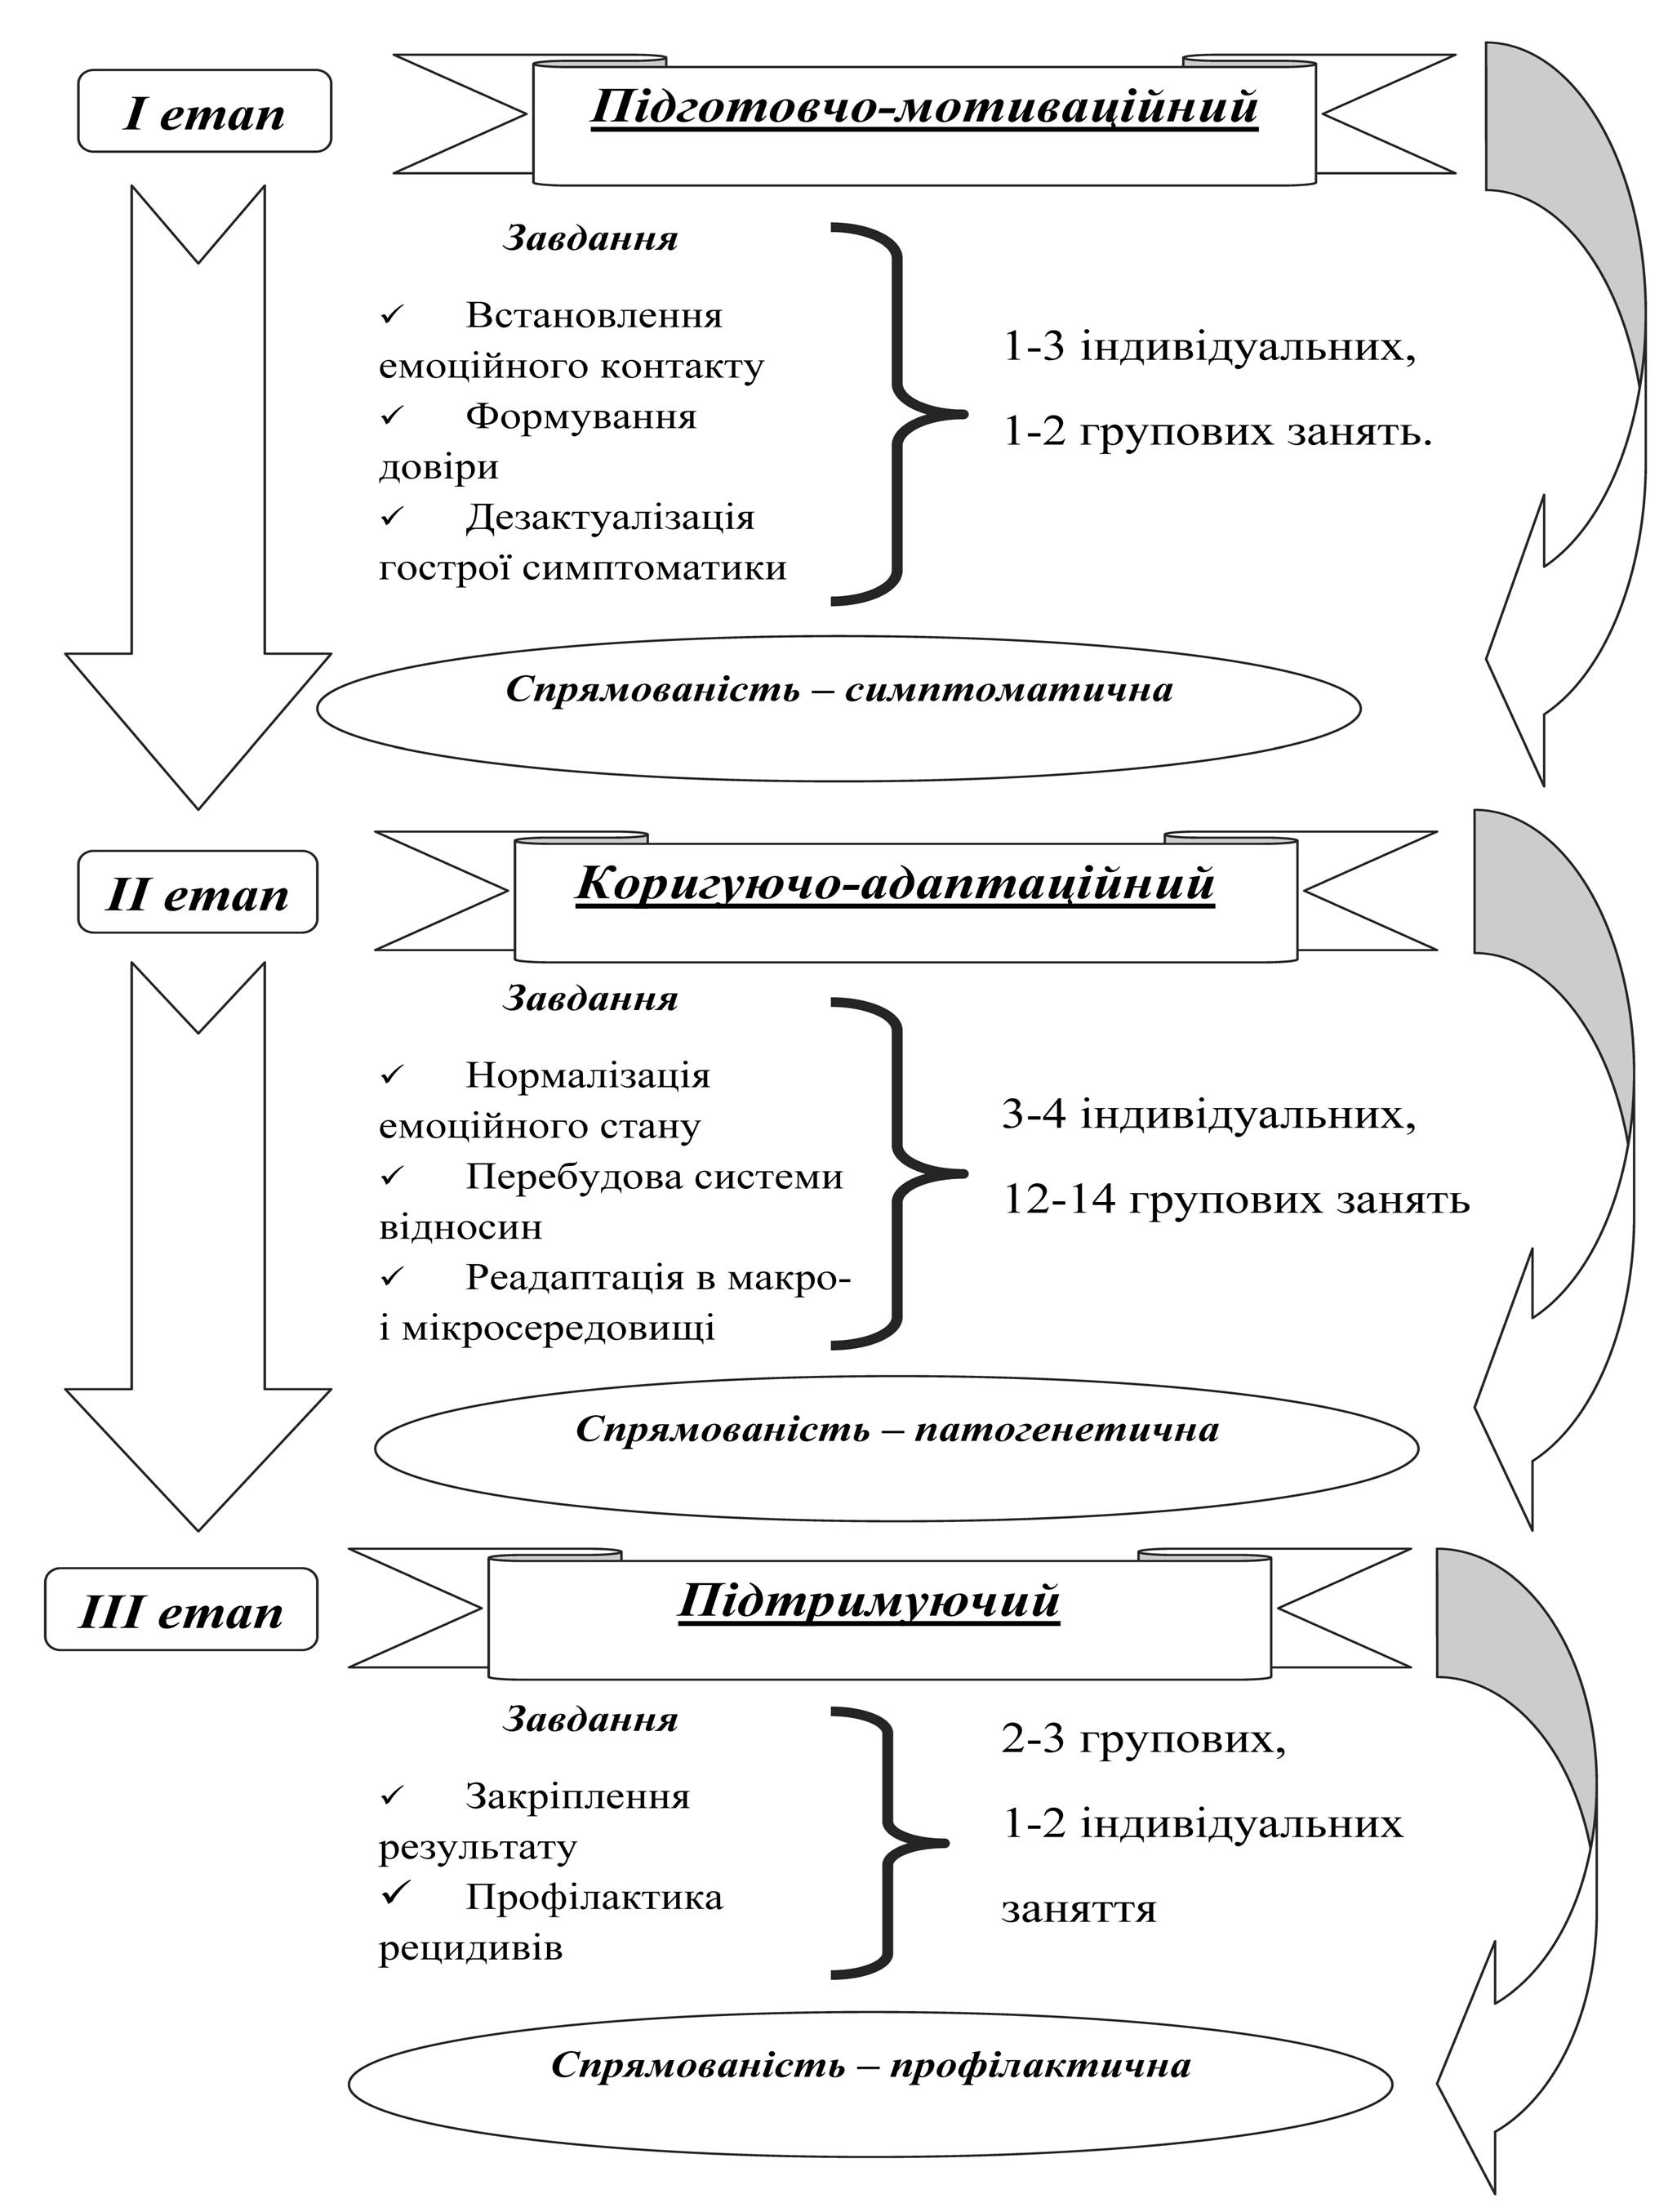 I етап
Підготовчо-мотиваційний
Завдання
✓ Встановлення
емоційного контакту
✓ Формування
довіри
✓ Дезактуалізація
гострої симптоматики
1-3 індивідуальних,
1-2 групових занять.
Спрямованість – симптоматична
II етап
Коригуючо-адаптаційний
Завдання
✓ Нормалізація
емоційного стану
✓ Перебудова системи
відносин
✓ Реадаптація в макро-
і мікросередовищі
3-4 індивідуальних,
12-14 групових занять
Спрямованість – патогенетична
III етап
Підтримуючий
Завдання
✓ Закріплення
результату
✓ Профілактика
рецидивів
2-3 групових,
1-2 індивідуальних
заняття
Спрямованість – профілактична